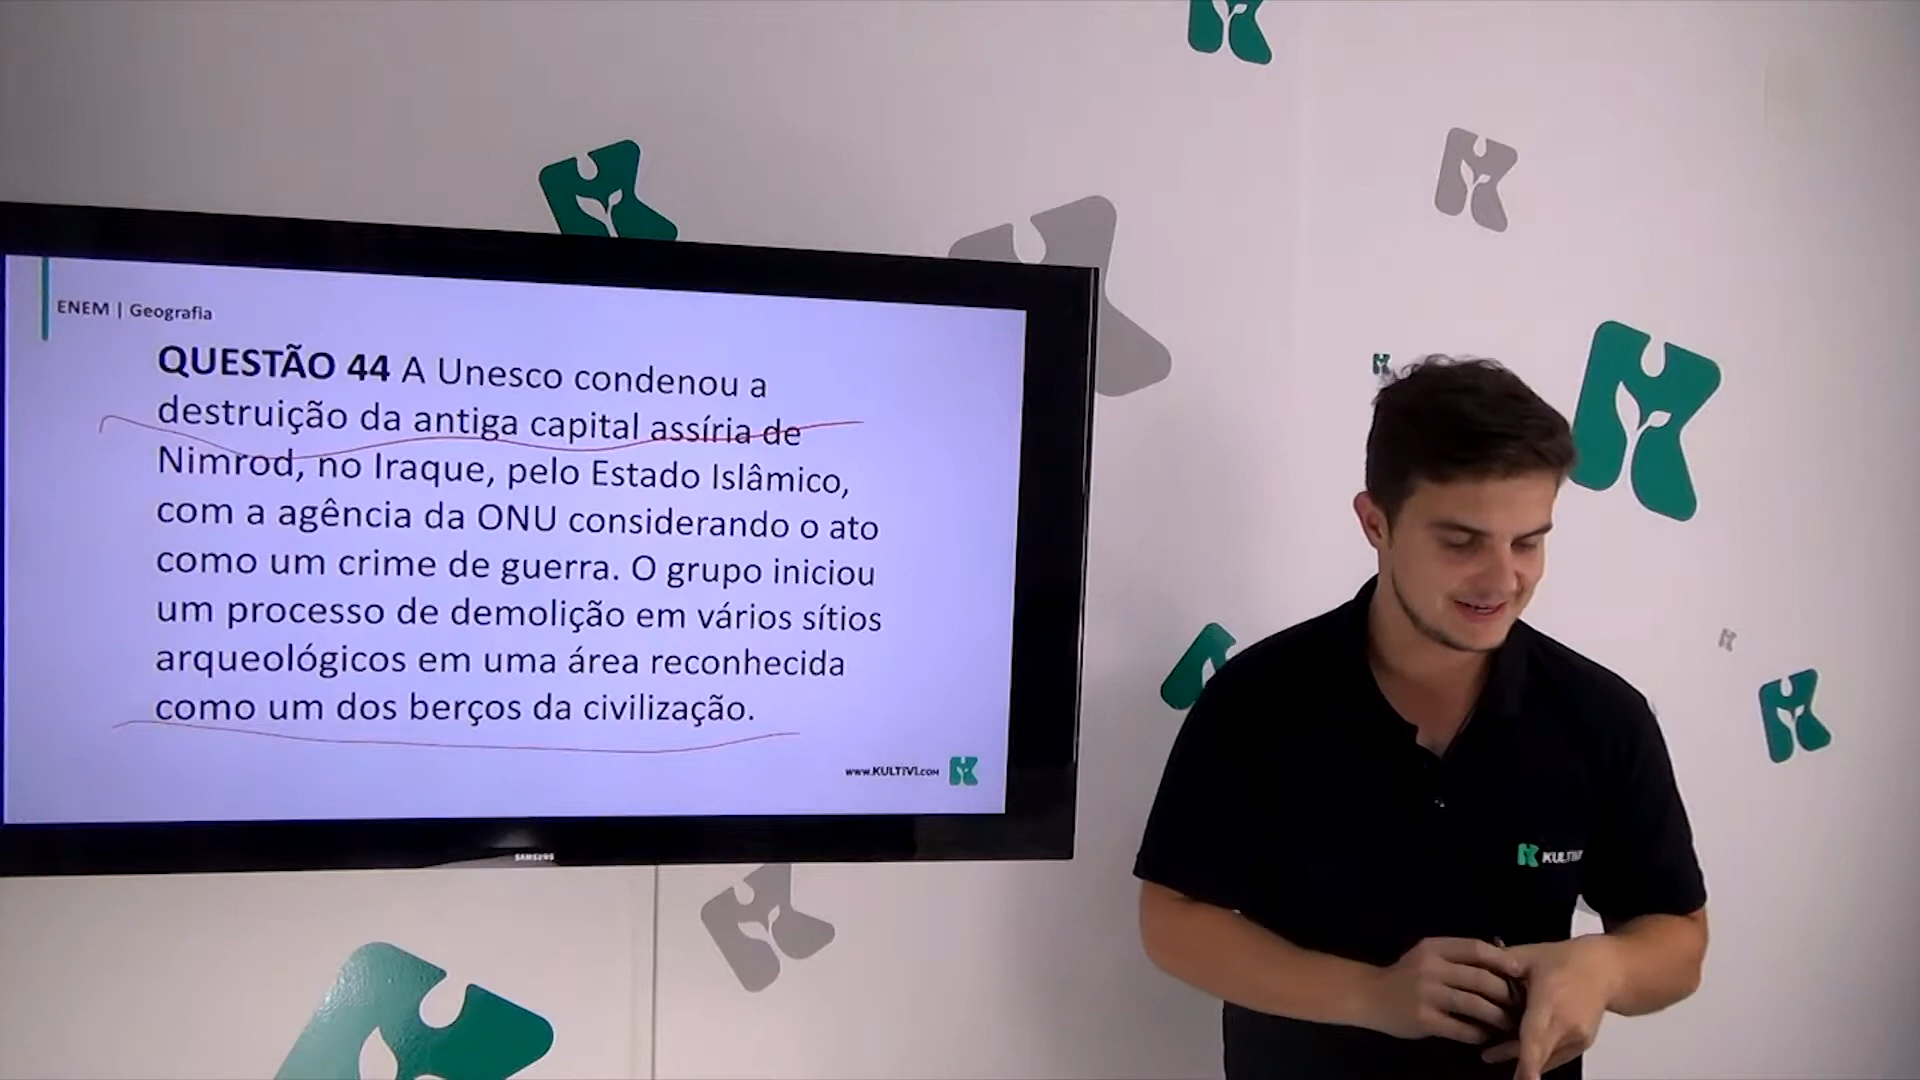 ENEM | Geografia
QUESTÃO 44 A Unesco condenou a
destruição da antiga capital assíria de
Nimrod, no Iraque, pelo Estado Islâmico,
com a agência da ONU considerando o ato
como um crime de guerra. O grupo iniciou
um processo de demolição em vários sítios
arqueológicos em uma área reconhecida
como um dos berços da civilização.
www.KULTIVI.COM
SAMSUNG